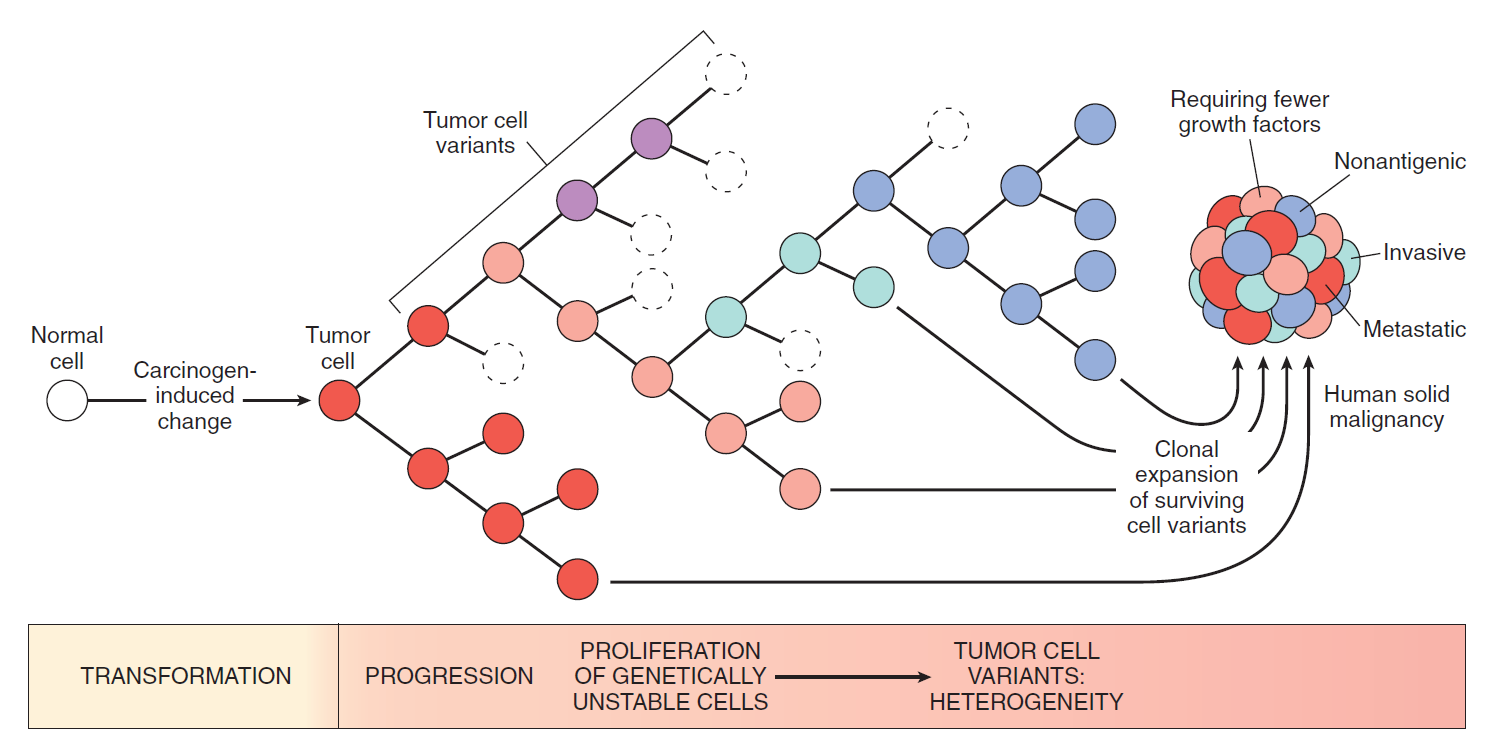 Tumor cell
variants
Requiring fewer
growth factors
Nonantigenic
Invasive
Metastatic
Normal
cell
Carcinogen-
induced
change
Tumor
cell
Human solid
malignancy
Clonal
expansion
of surviving
cell variants
TRANSFORMATION
PROGRESSION
PROLIFERATION
OF GENETICALLY
UNSTABLE CELLS
TUMOR CELL
VARIANTS:
HETEROGENEITY